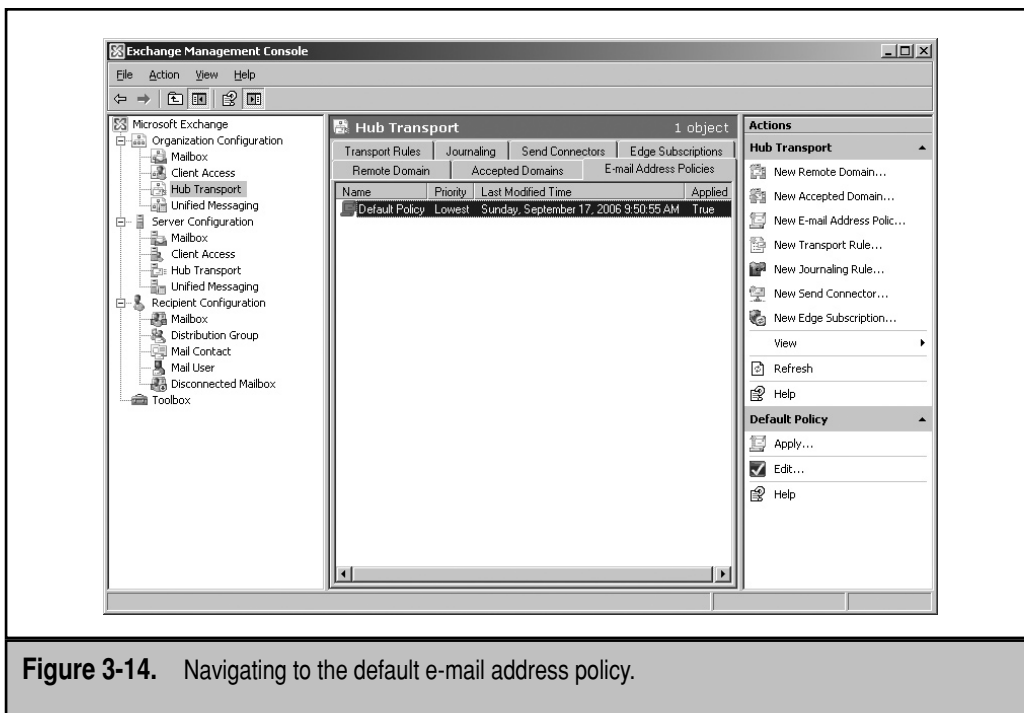 Exchange Management Console
File Action View Help
Microsoft Exchange
Organization Configuration
Mailbox
Client Access
Hub Transport
Unified Messaging
Server Configuration
Mailbox
Client Access
Hub Transport
Unified Messaging
Recipient Configuration
Mailbox
Distribution Group
Mail Contact
Mail User
Disconnected Mailbox
Toolbox
Hub Transport 1 object
Transport Rules Journaling Send Connectors Edge Subscriptions
Remote Domain Accepted Domains E-mail Address Policies
Name Priority Last Modified Time Applied
Default Policy Lowest Sunday, September 17, 2006 9:50:55 AM True
Actions
Hub Transport
New Remote Domain...
New Accepted Domain...
New E-mail Address Polic...
New Transport Rule...
New Journaling Rule...
New Send Connector...
New Edge Subscription...
View
Refresh
Help
Default Policy
Apply...
Edit...
Help
Figure 3-14. Navigating to the default e-mail address policy.